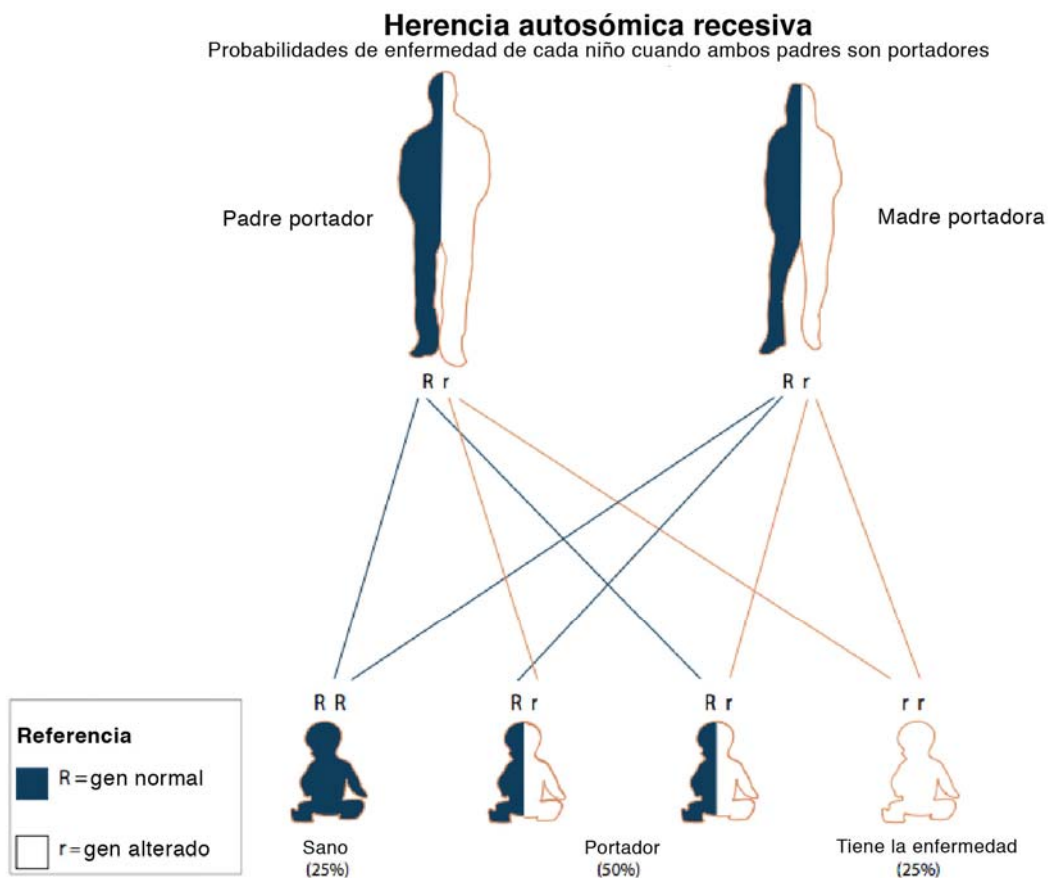 Herencia autosómica recesiva
Probabilidades de enfermedad de cada niño cuando ambos padres son portadores
Padre portador
Madre portadora
R r
R r
R R
R r
R r
r r
Referencia
R=gen normal
r=gen alterado
Sano
(25%)
Portador
(50%)
Tiene la enfermedad
(25%)